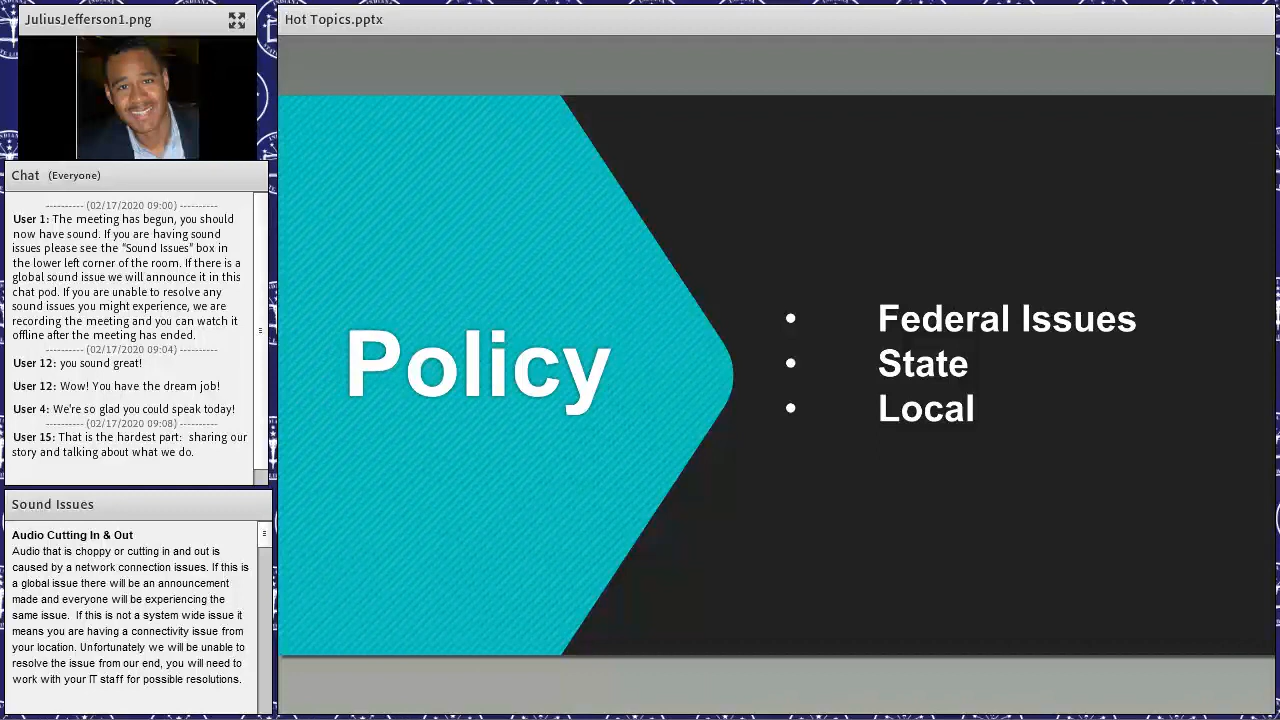 JuliusJefferson1.png
Hot Topics.pptx
Chat (Everyone)
---------- (02/17/2020 09:00) ----------
User 1: The meeting has begun, you should
now have sound. If you are having sound
issues please see the "Sound Issues" box in
the lower left corner of the room. If there is a
global sound issue we will announce it in this
chat pod. If you are unable to resolve any
sound issues you might experience, we are
recording the meeting and you can watch it
offline after the meeting has ended.
---------- (02/17/2020 09:04) ----------
User 12: you sound great!
User 12: Wow! You have the dream job!
User 4: We're so glad you could speak today!
---------- (02/17/2020 09:08) ----------
User 15: That is the hardest part:  sharing our
story and talking about what we do.
Sound Issues
Audio Cutting In & Out
Audio that is choppy or cutting in and out is
caused by a network connection issues. If this is
a global issue there will be an announcement
made and everyone will be experiencing the
same issue.  If this is not a system wide issue it
means you are having a connectivity issue from
your location. Unfortunately we will be unable to
resolve the issue from our end, you will need to
work with your IT staff for possible resolutions.
Policy
• Federal Issues
• State
• Local